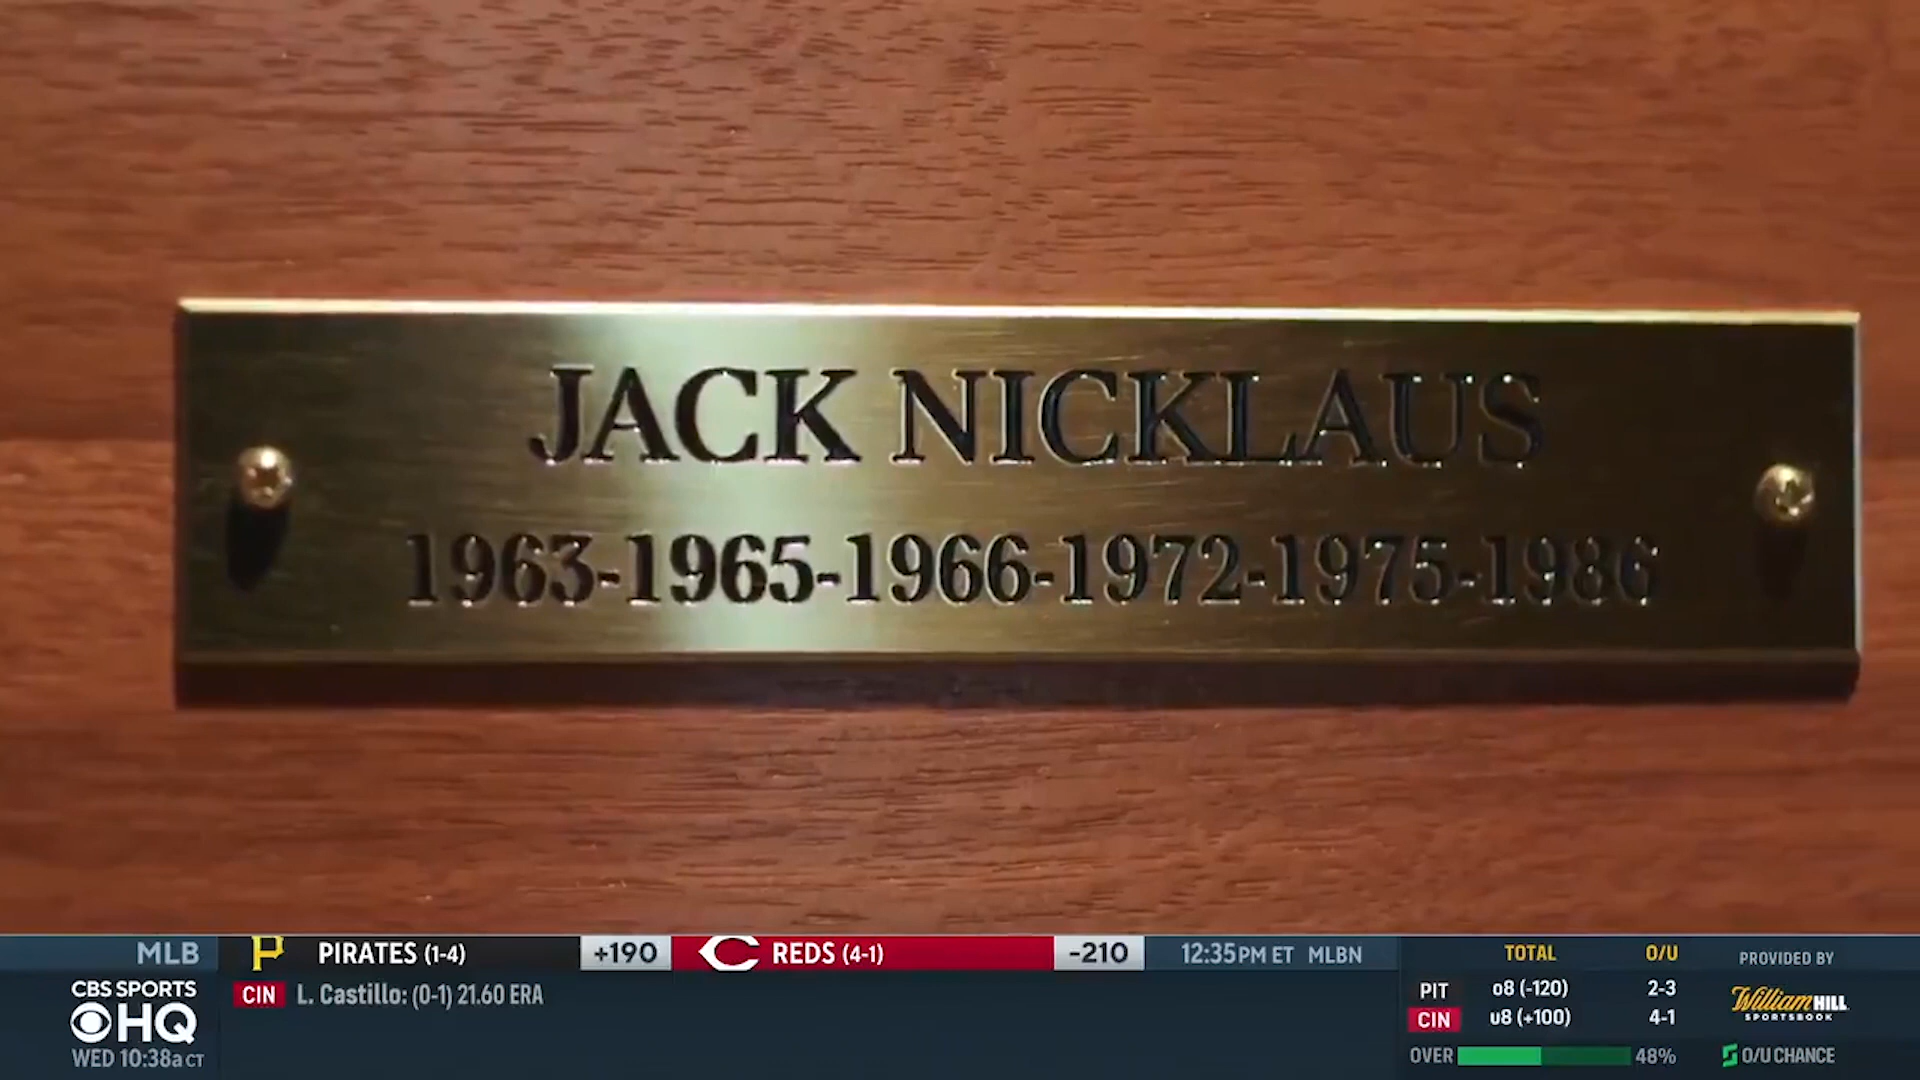 JACK NICKLAUS
1963-1965-1966-1972-1975-1986
MLB P PIRATES (1-4) +190 C REDS (4-1) -210 12:35PM ET MLBN
CIN L. Castillo: (0-1) 21.60 ERA
CBS SPORTS
HQ
WED 10:38a CT
TOTAL O/U
PIT o8 (-120) 2-3
CIN u8 (+100) 4-1
OVER 48% O/U CHANCE
PROVIDED BY
William HILL
SPORTSBOOK